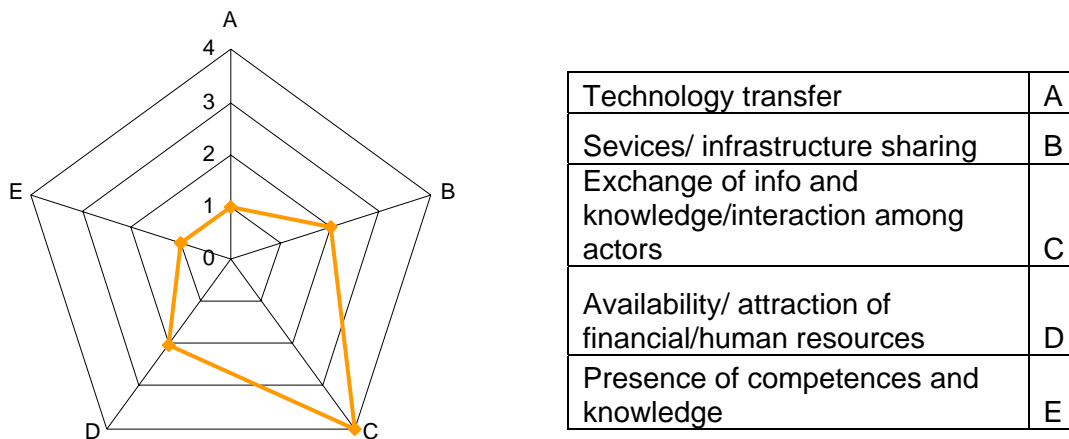 A
4
3
2
1
0
E
B
D
C
Technology transfer A
Sevices/ infrastructure sharing B
Exchange of info and
knowledge/interaction among
actors C
Availability/ attraction of
financial/human resources D
Presence of competences and
knowledge E